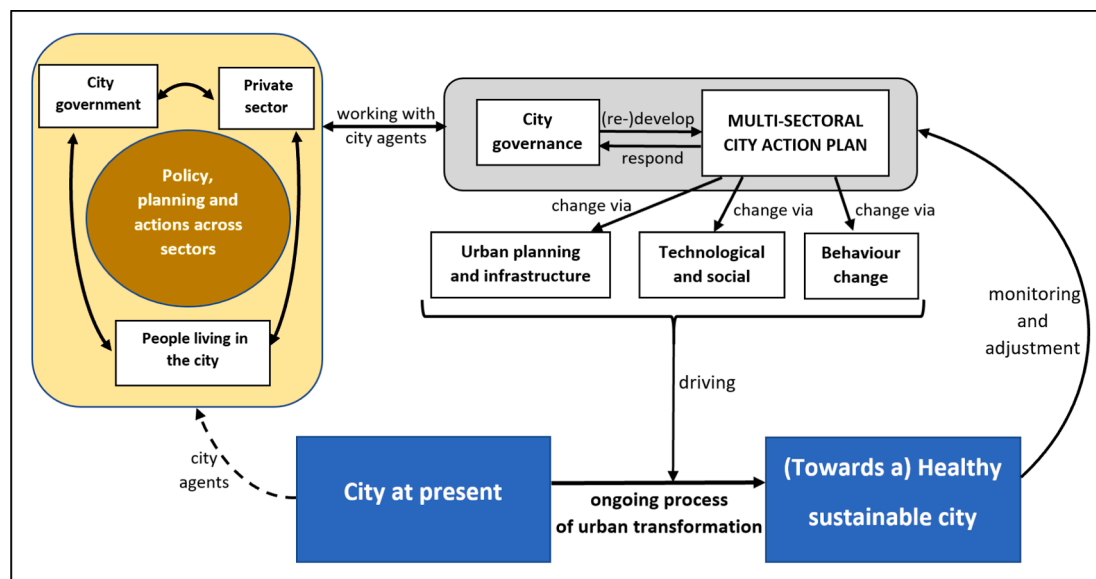 City
government
Private
sector
Policy,
planning and
actions across
sectors
People living in
the city
working with
city agents
City
governance
(re-)develop
respond
MULTI-SECTORAL
CITY ACTION PLAN
change via
change via
change via
Urban planning
and infrastructure
Technological
and social
Behaviour
change
monitoring
and
adjustment
driving
city
agents
City at present
ongoing process
of urban transformation
(Towards a) Healthy
sustainable city